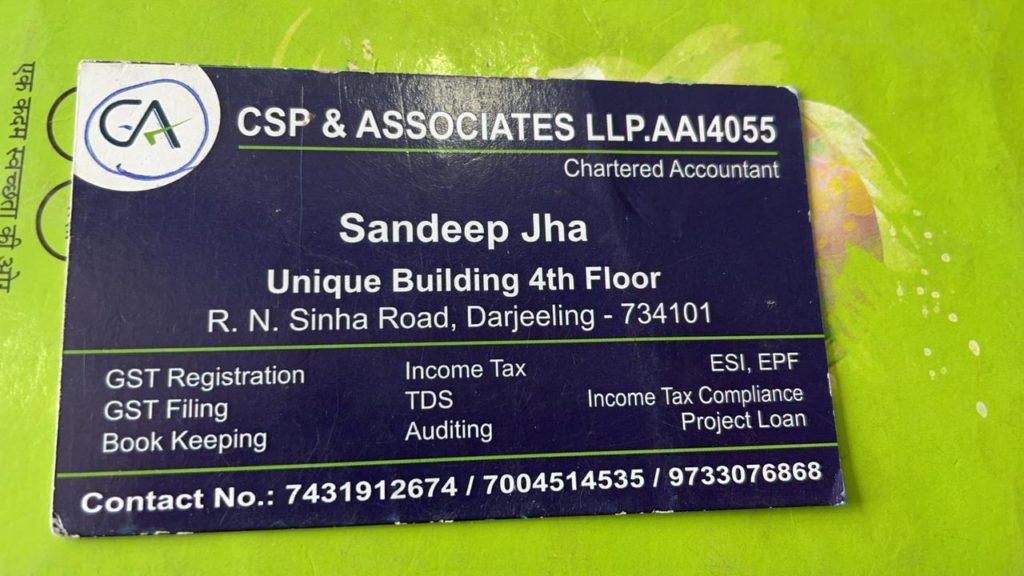 एक कदम स्वच्छता की ओर
CA
CSP & ASSOCIATES LLP.AAI4055
Chartered Accountant
Sandeep Jha
Unique Building 4th Floor
R. N. Sinha Road, Darjeeling - 734101
GST Registration
GST Filing
Book Keeping
Income Tax
TDS
Auditing
ESI, EPF
Income Tax Compliance
Project Loan
Contact No.: 7431912674 / 7004514535 / 9733076868